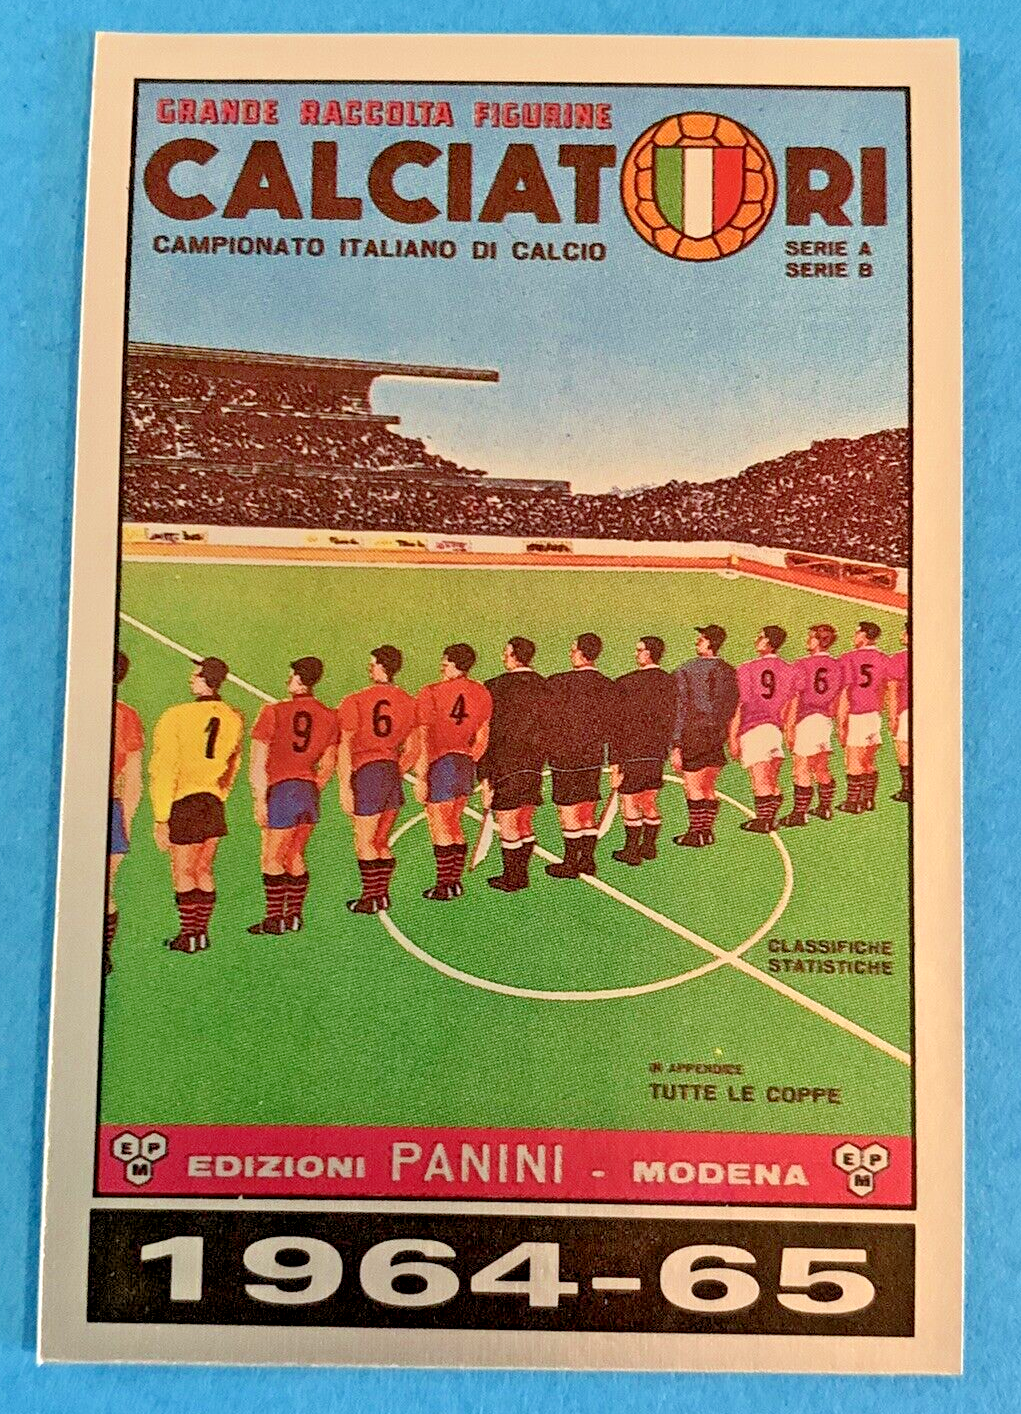 GRANDE RACCOLTA FIGURINE
CALCIATORI
CAMPIONATO ITALIANO DI CALCIO
SERIE A
SERIE B
1
9
6
4
9
6
5
CLASSIFICHE
STATISTICHE
IN APPENDICE
TUTTE LE COPPE
EPM
EDIZIONI PANINI - MODENA
EPM
1964-65